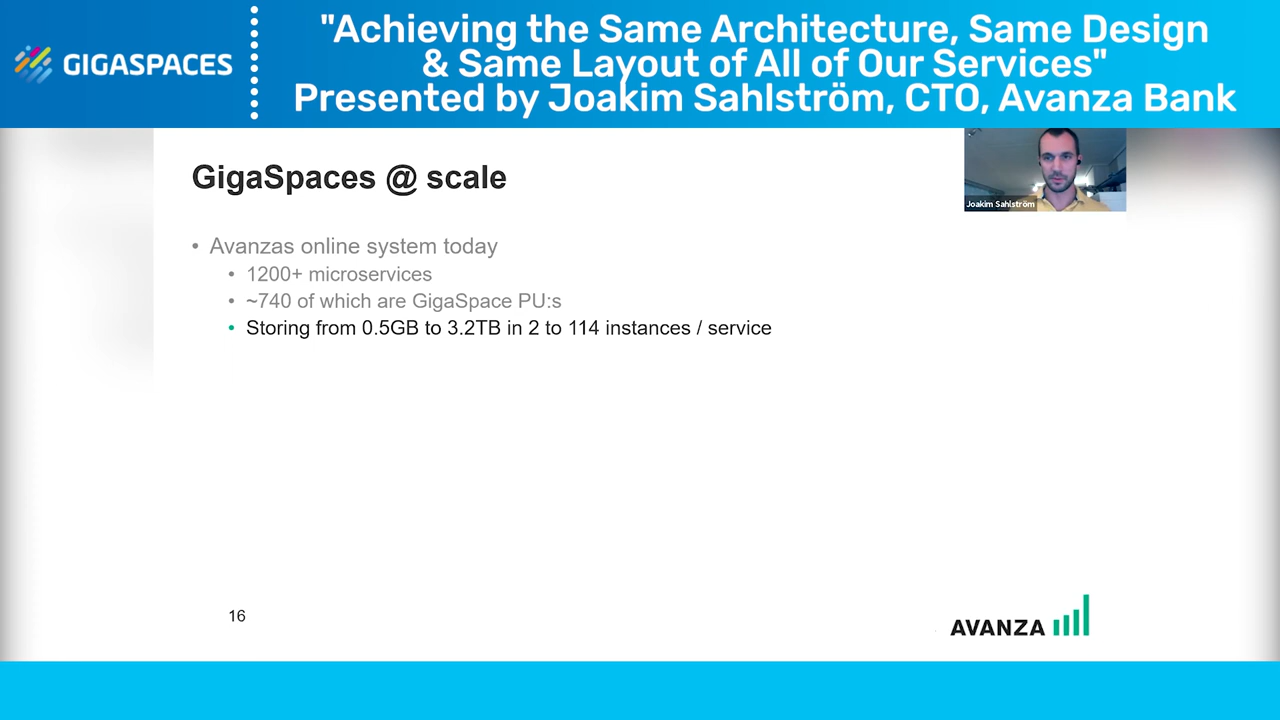 GIGASPACES
"Achieving the Same Architecture, Same Design
& Same Layout of All of Our Services"
Presented by Joakim Sahlström, CTO, Avanza Bank
GigaSpaces @ scale
Joakim Sahlström
• Avanzas online system today
• 1200+ microservices
• ~740 of which are GigaSpace PU:s
• Storing from 0.5GB to 3.2TB in 2 to 114 instances / service
16
AVANZA